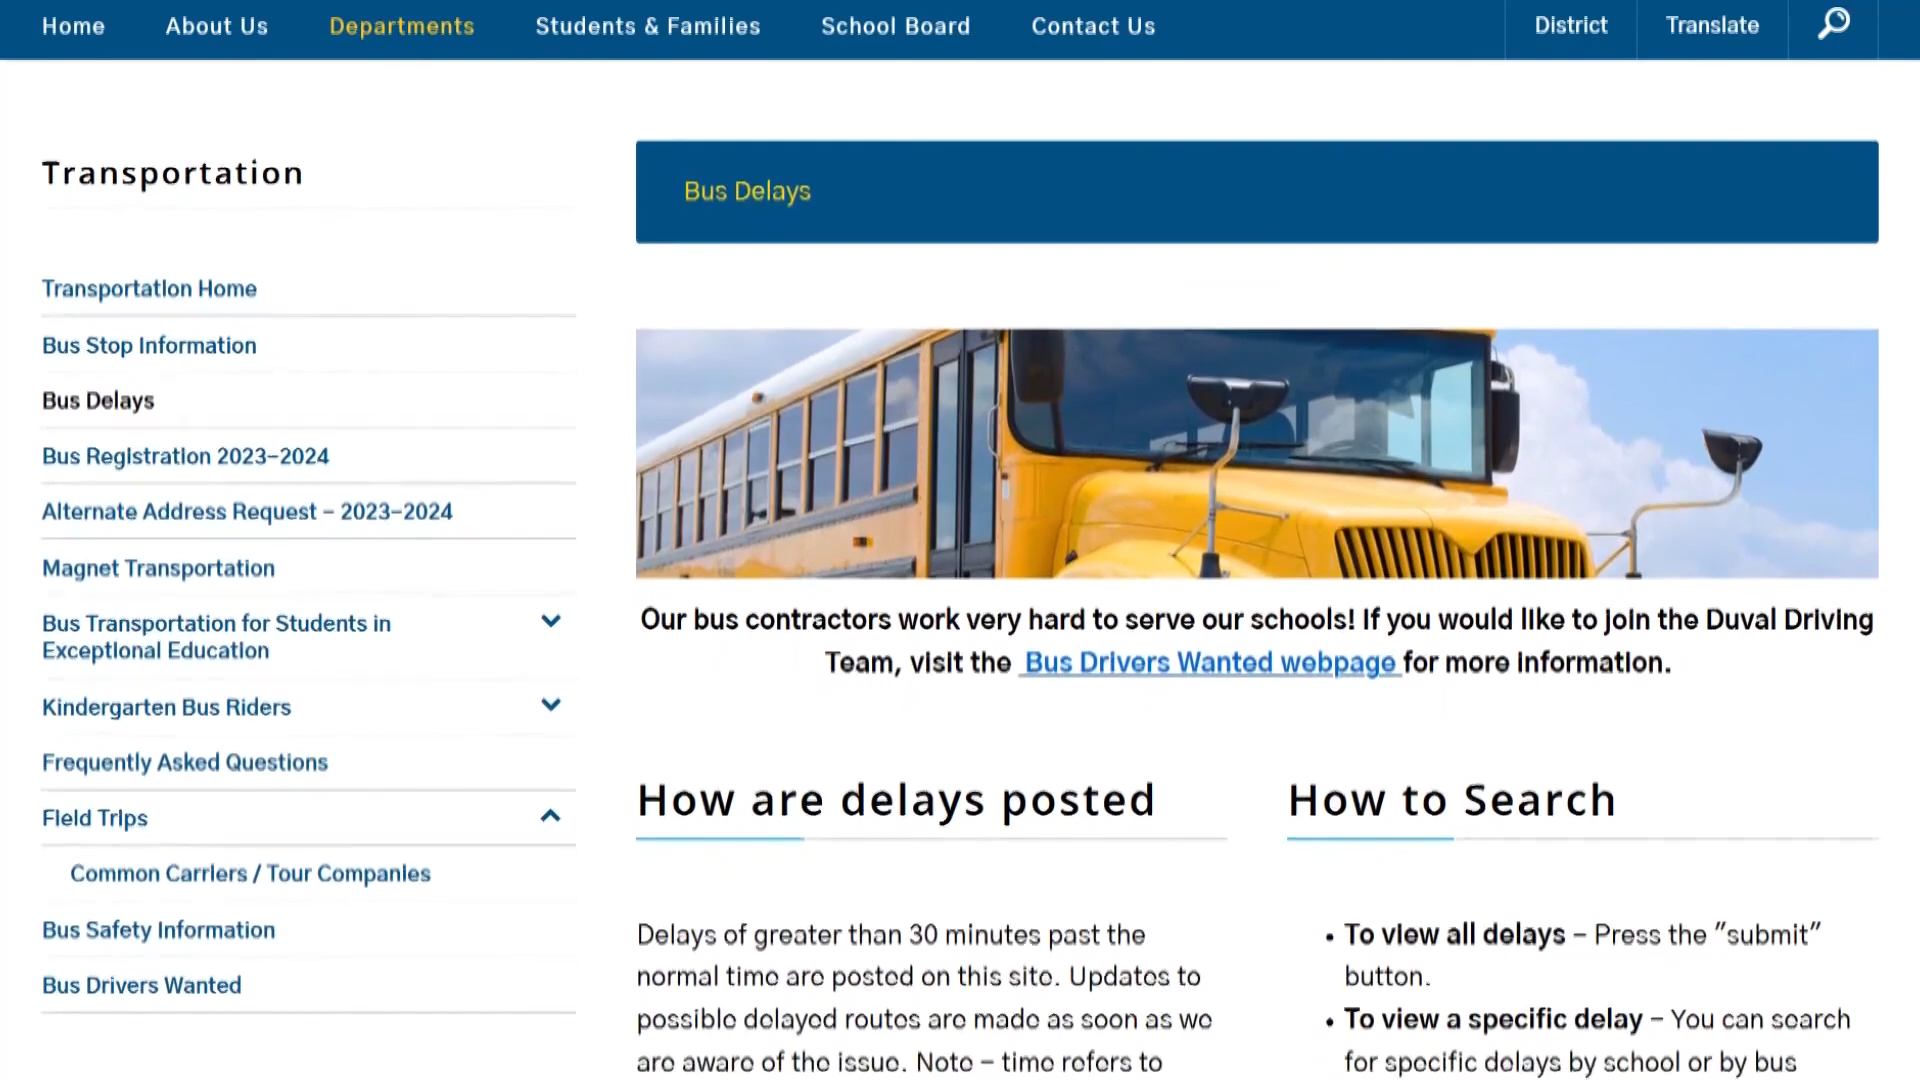 Home About Us Departments Students & Families School Board Contact Us District Translate
Transportation
Transportation Home
Bus Stop Information
Bus Delays
Bus Registration 2023-2024
Alternate Address Request - 2023-2024
Magnet Transportation
Bus Transportation for Students in
Exceptional Education
Kindergarten Bus Riders
Frequently Asked Questions
Field Trips
Common Carriers / Tour Companies
Bus Safety Information
Bus Drivers Wanted
Bus Delays
Our bus contractors work very hard to serve our schools! If you would like to join the Duval Driving
Team, visit the Bus Drivers Wanted webpage for more information.
How are delays posted
Delays of greater than 30 minutes past the
normal time are posted on this site. Updates to
possible delayed routes are made as soon as we
are aware of the issue. Note - time refers to
How to Search
• To view all delays - Press the "submit"
button.
• To view a specific delay - You can search
for specific delays by school or by bus